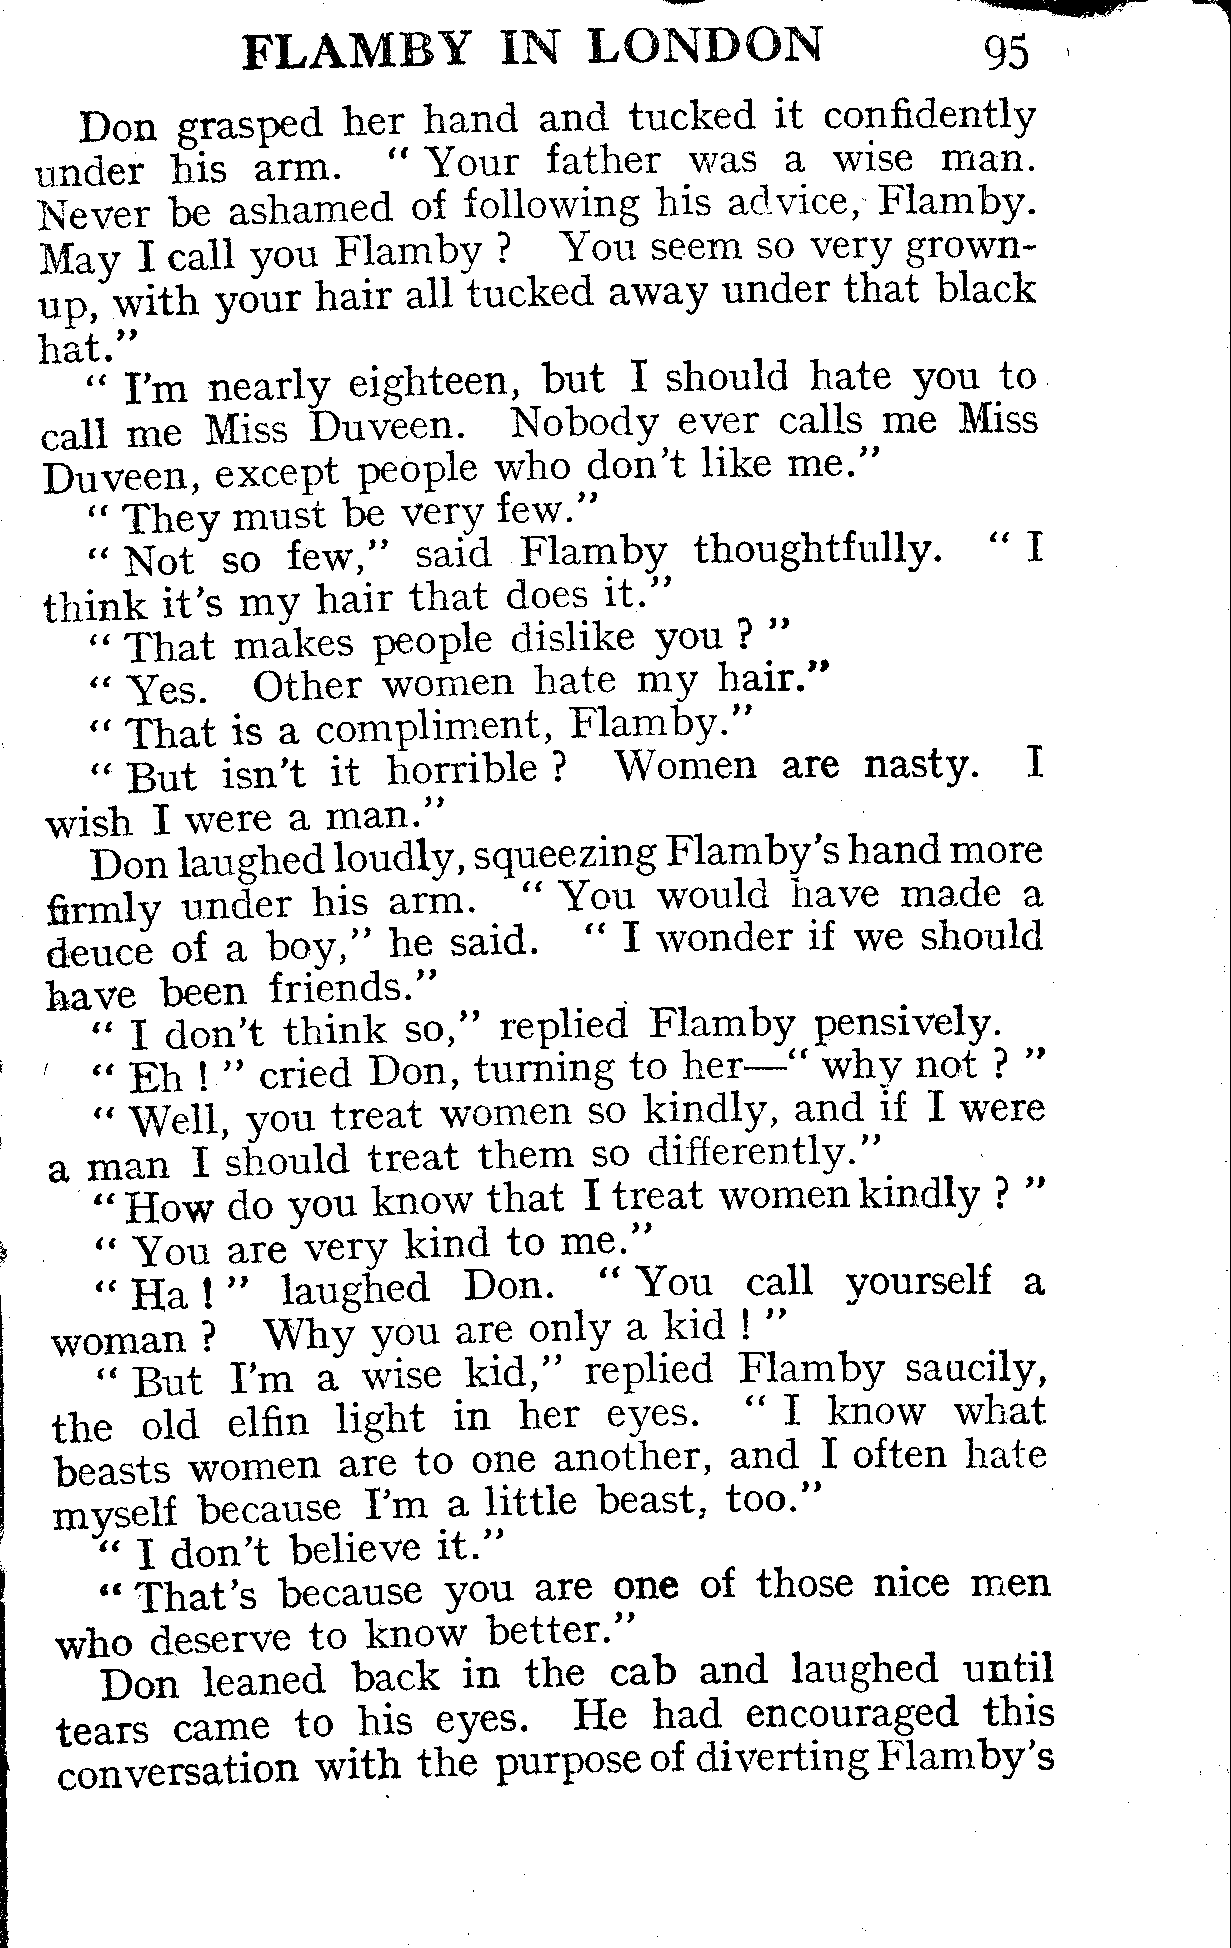 FLAMBY IN LONDON 95
Don grasped her hand and tucked it confidently
under his arm. “ Your father was a wise man.
Never be ashamed of following his advice, Flamby.
May I call you Flamby ? You seem so very grown-
up, with your hair all tucked away under that black
hat.”
“ I'm nearly eighteen, but I should hate you to
call me Miss Duveen. Nobody ever calls me Miss
Duveen, except people who don't like me.”
“ They must be very few.”
“ Not so few,” said Flamby thoughtfully. “ I
think it's my hair that does it.”
“ That makes people dislike you ? ”
“ Yes. Other women hate my hair.”
“ That is a compliment, Flamby.”
“ But isn't it horrible ? Women are nasty. I
wish I were a man.”
Don laughed loudly, squeezing Flamby's hand more
firmly under his arm. “ You would have made a
deuce of a boy,” he said. “ I wonder if we should
have been friends.”
“ I don't think so,” replied Flamby pensively.
“ Eh ! ” cried Don, turning to her—“ why not ? ”
“ Well, you treat women so kindly, and if I were
a man I should treat them so differently.”
“ How do you know that I treat women kindly ? ”
“ You are very kind to me.”
“ Ha ! ” laughed Don. “ You call yourself a
woman ? Why you are only a kid ! ”
“ But I'm a wise kid,” replied Flamby saucily,
the old elfin light in her eyes. “ I know what
beasts women are to one another, and I often hate
myself because I'm a little beast, too.”
“ I don't believe it.”
“ That's because you are one of those nice men
who deserve to know better.”
Don leaned back in the cab and laughed until
tears came to his eyes. He had encouraged this
conversation with the purpose of diverting Flamby's